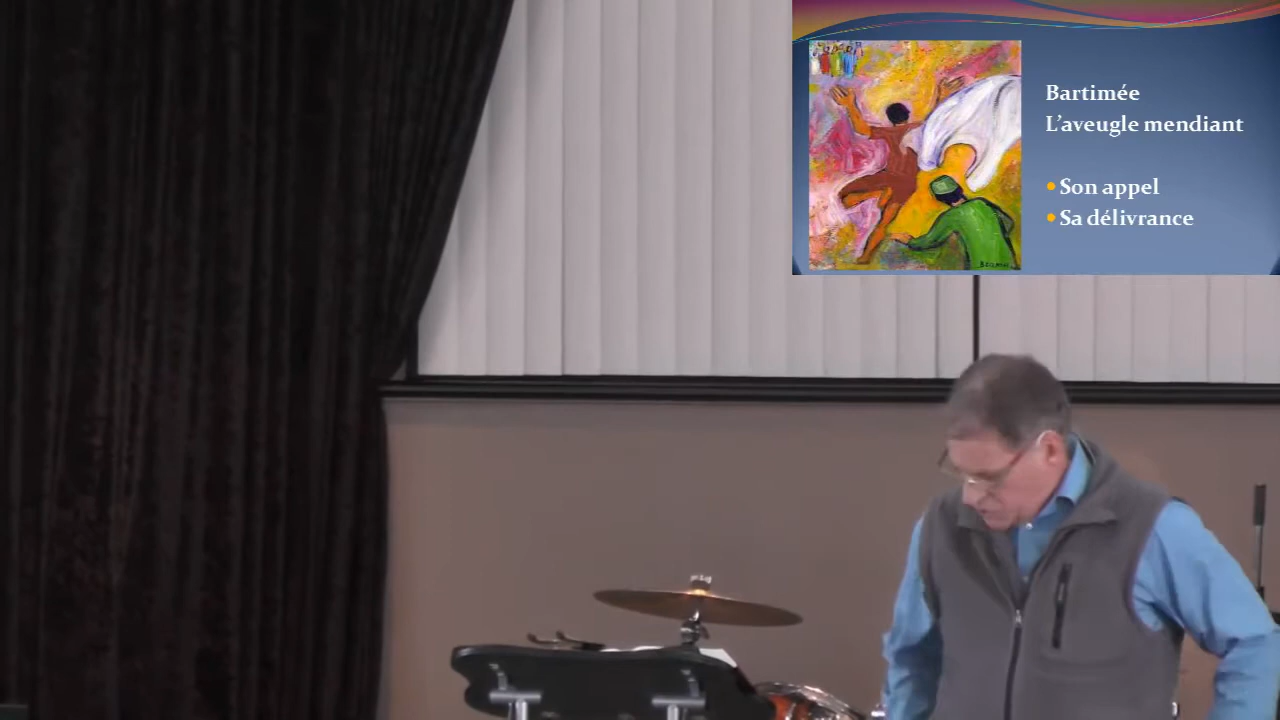 Bartimée
L'aveugle mendiant
• Son appel
• Sa délivrance